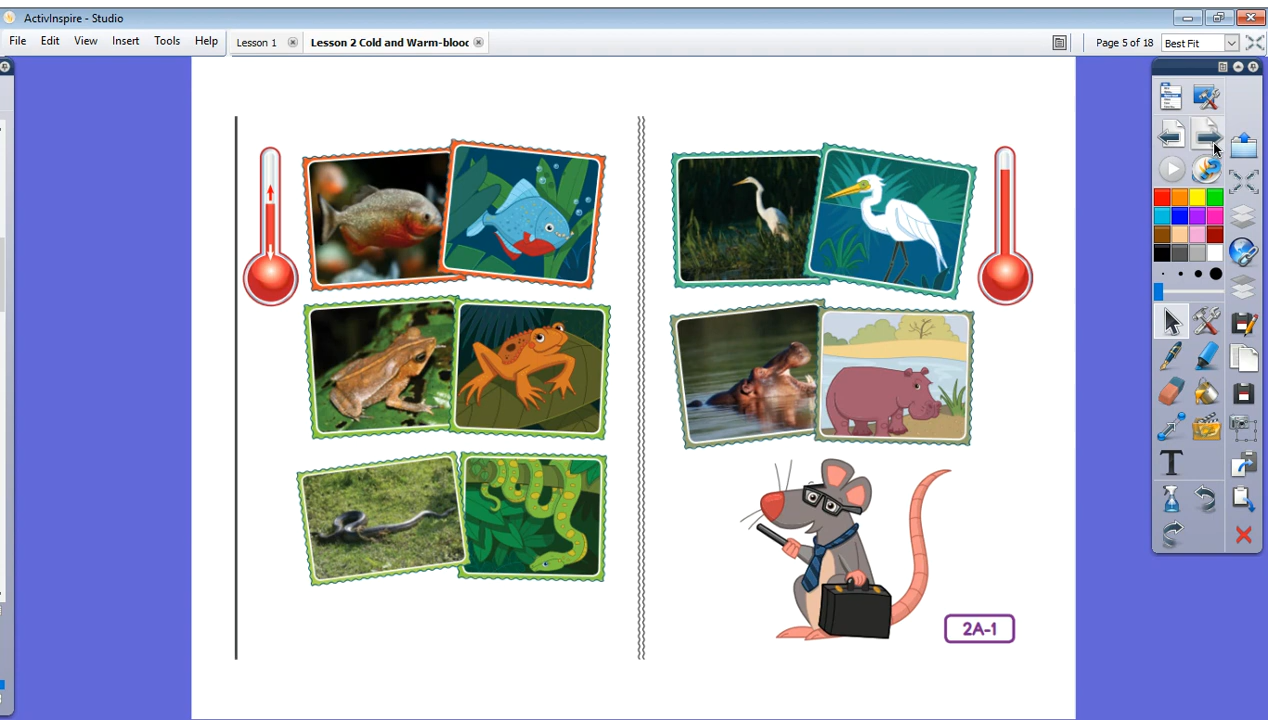 ActivInspire - Studio
File Edit View Insert Tools Help
Lesson 1
Lesson 2 Cold and Warm-blooc
Page 5 of 18
Best Fit
T
2A-1